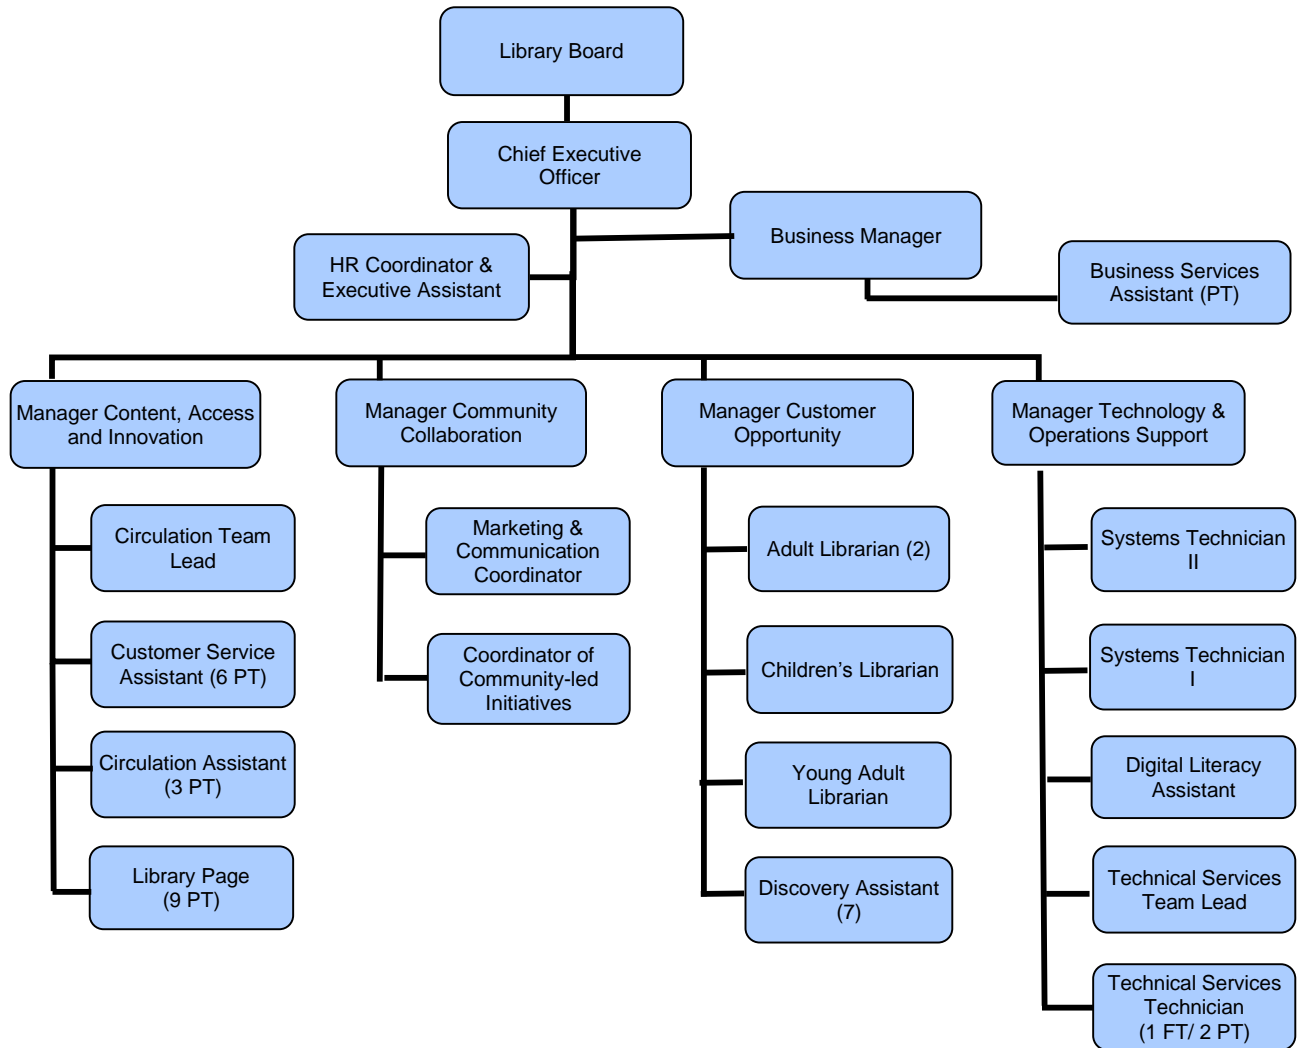 Library Board
Chief Executive
Officer
Business Manager
HR Coordinator &
Executive Assistant
Business Services
Assistant (PT)
Manager Content, Access
and Innovation
Manager Community
Collaboration
Manager Customer
Opportunity
Manager Technology &
Operations Support
Circulation Team
Lead
Customer Service
Assistant (6 PT)
Circulation Assistant
(3 PT)
Library Page
(9 PT)
Marketing &
Communication
Coordinator
Coordinator of
Community-led
Initiatives
Adult Librarian (2)
Children’s Librarian
Young Adult
Librarian
Discovery Assistant
(7)
Systems Technician
II
Systems Technician
I
Digital Literacy
Assistant
Technical Services
Team Lead
Technical Services
Technician
(1 FT/ 2 PT)